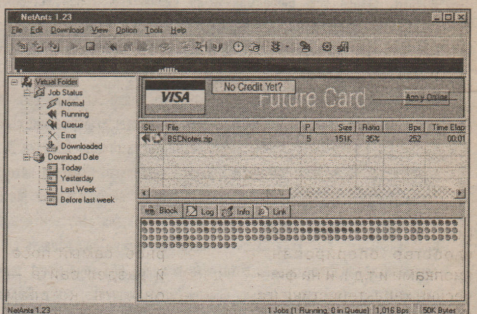 NetAnts 1.23
File Edit Download View Option Tools Help
No Credit Yet?
VISA
Future Card
Apply Online
Virtual Folder
Job Status
Normal
Running
Queue
Error
Downloaded
Download Date
Today
Yesterday
Last Week
Before last week
St... File P Size Ratio Bps Time Elap
BSCNotes.zip 5 151K 35% 252 00:01
Block Log Info Link
NetAnts 1.23 1 Jobs (1 Running, 0 in Queue) 1,016 Bps 50K Bytes